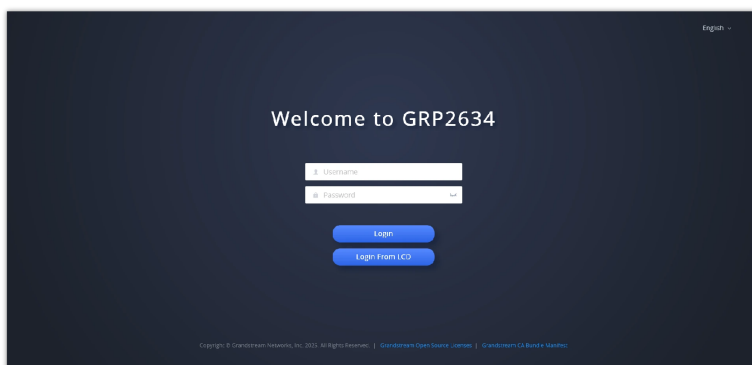 English
Welcome to GRP2634
Username
Password
Login
Login From LCD
Copyright © Grandstream Networks, Inc. 2025. All Rights Reserved. | Grandstream Open Source Licenses | Grandstream CA Bundle Manifest